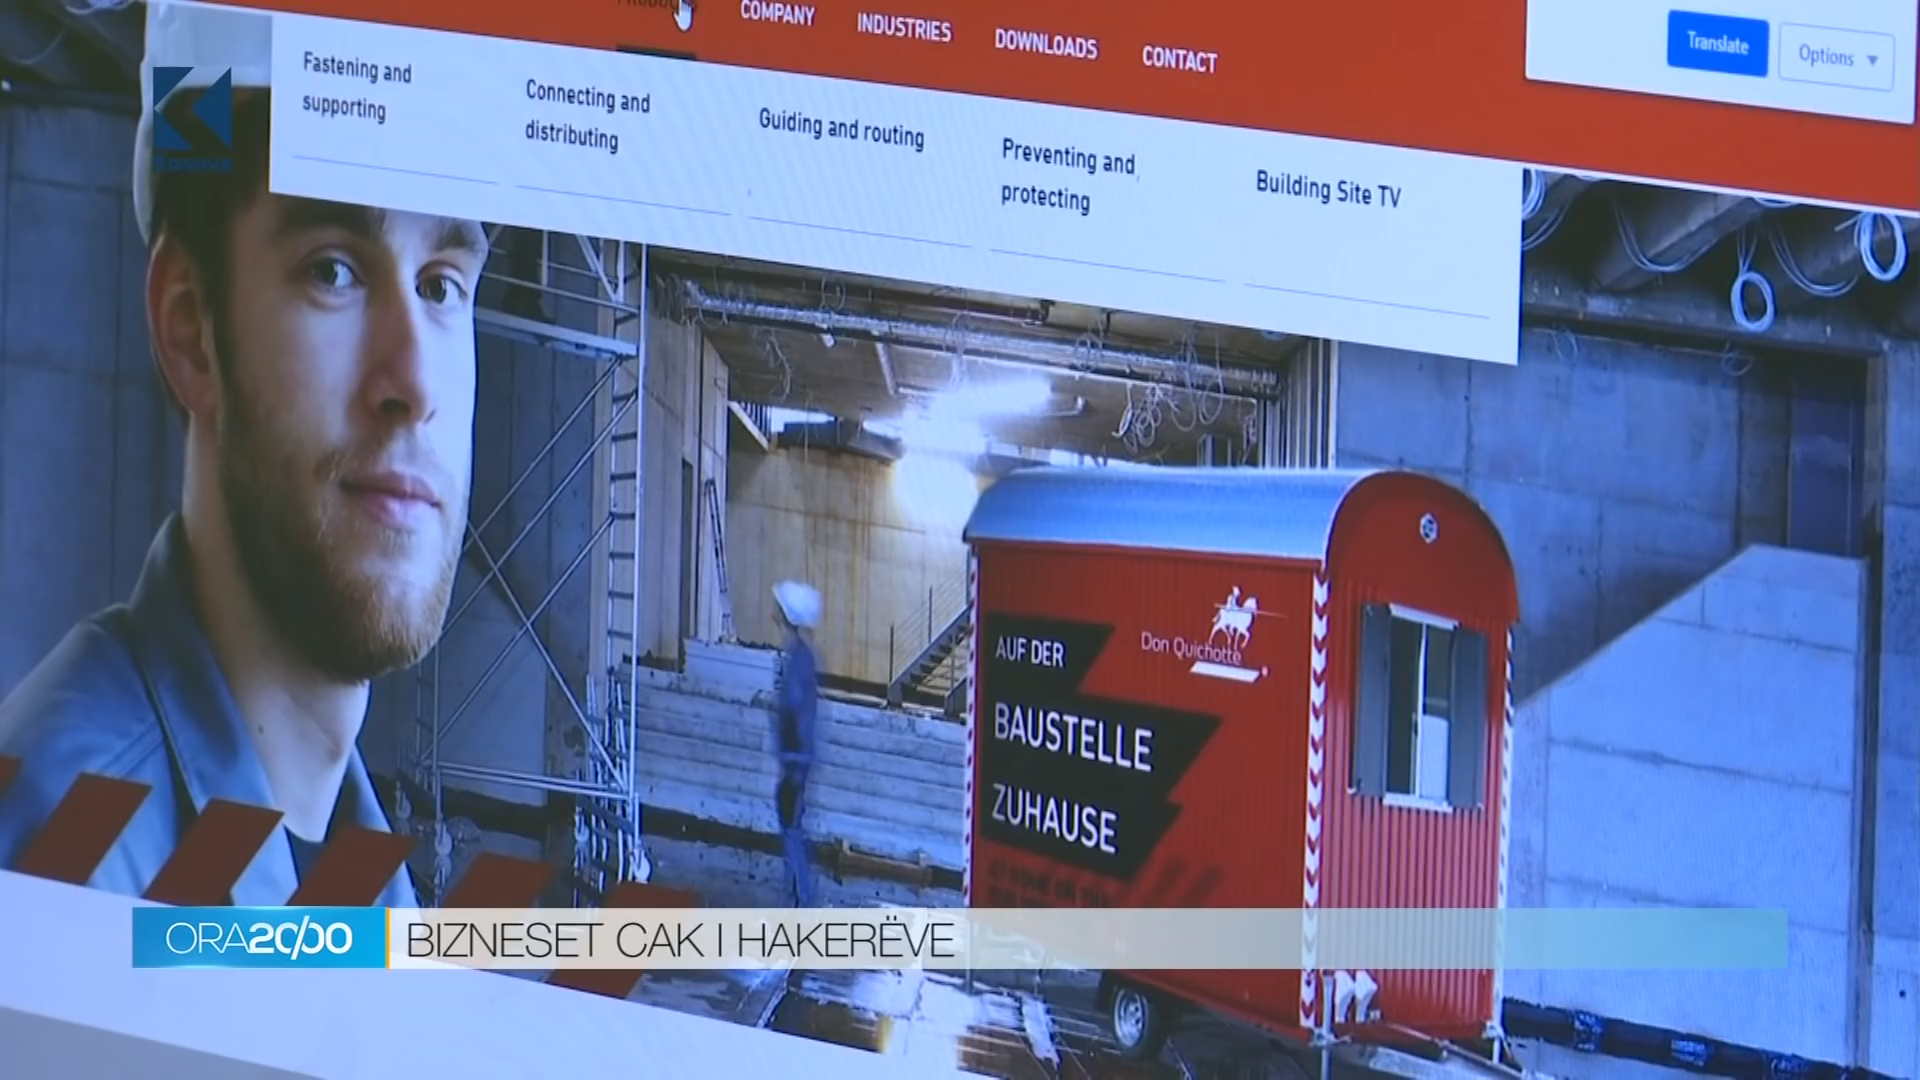 COMPANY
INDUSTRIES
DOWNLOADS
CONTACT
Translate
Options
Fastening and
supporting
Connecting and
distributing
Guiding and routing
Preventing and
protecting
Building Site TV
Don Quichotte
AUF DER
BAUSTELLE
ZUHAUSE
ORA20/00
BIZNESET CAK I HAKERËVE